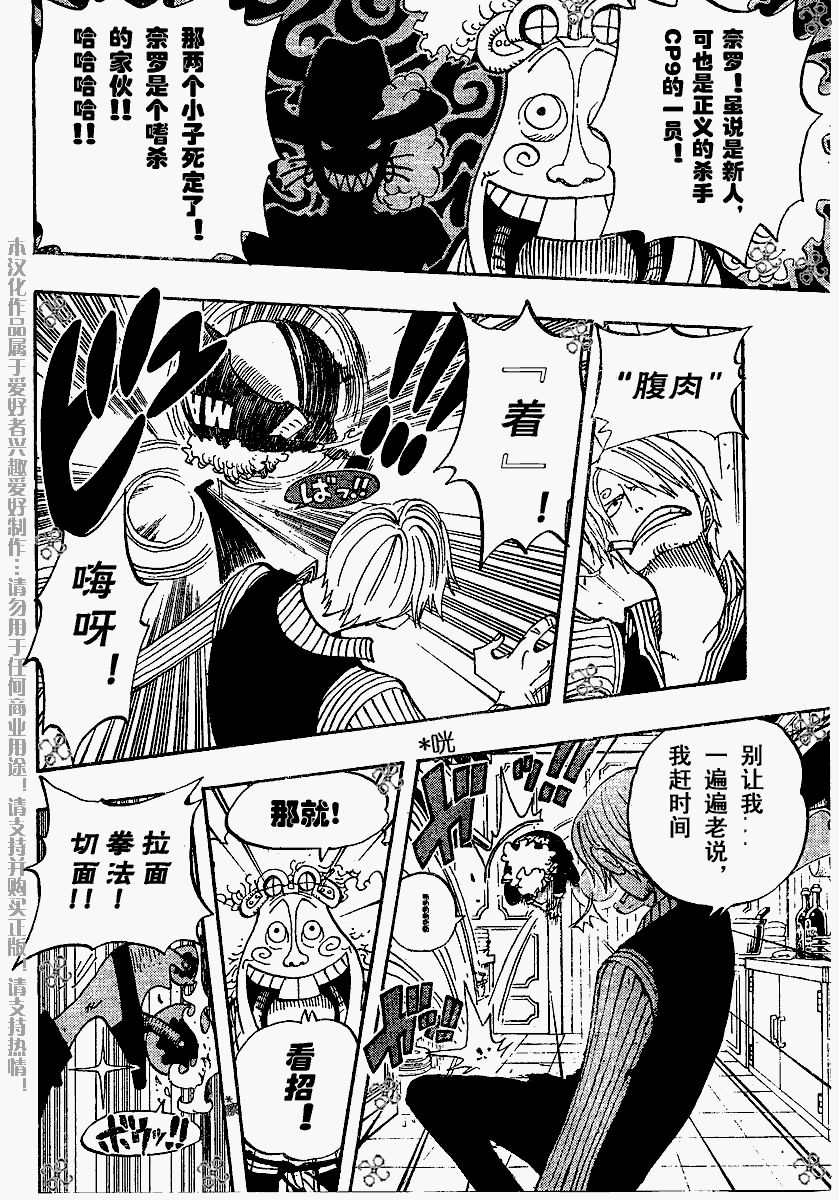 奈罗！虽说是新人，
可也是正义的杀手
CP9的一员！
那两个小子死定了！
奈罗是个嗜杀
的家伙!!
哈哈哈哈!!
“腹肉”
『着』！
ばっ!!
嗨呀！
别让我…
一遍遍老说，
我赶时间
*咣
那就！
看招！
拉面
拳法！
切面!!
ボウッ!!
本汉化作品属于爱好者兴趣爱好制作…请勿用于任何商业用途！请支持并购买正版！请支持热情！